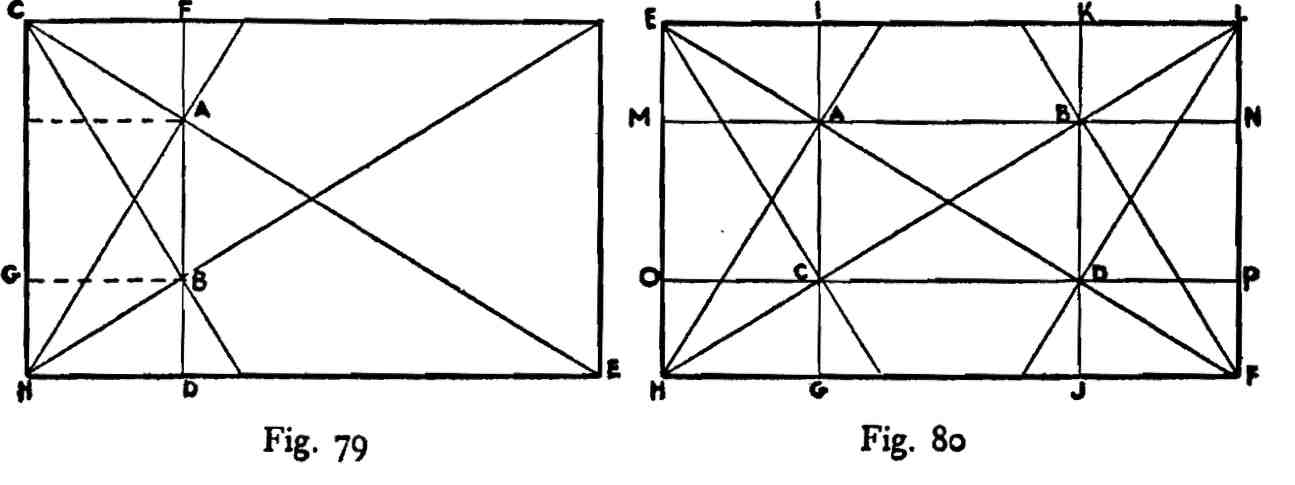 C F
A
G
B
H D E
Fig. 79
E I K L
M A B N
O C D P
H G J F
Fig. 80